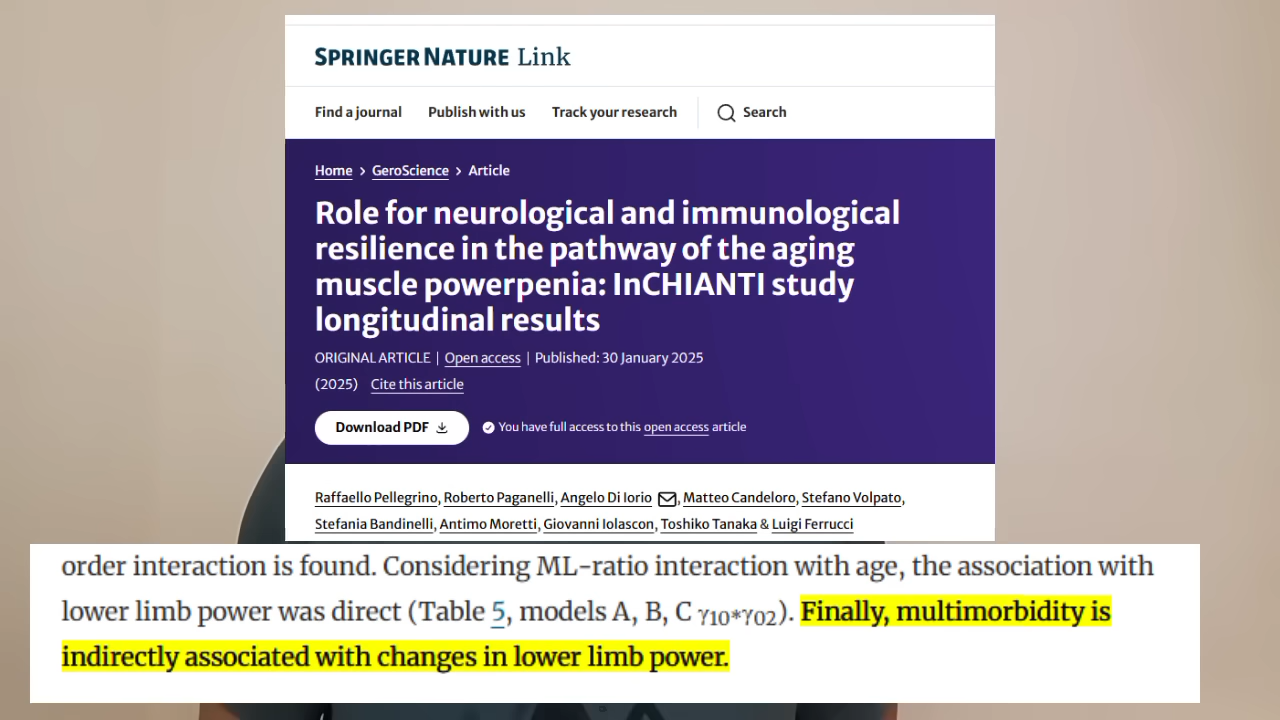 SPRINGER NATURE Link
Find a journal Publish with us Track your research Search
Home > GeroScience > Article
Role for neurological and immunological
resilience in the pathway of the aging
muscle powerpenia: InCHIANTI study
longitudinal results
ORIGINAL ARTICLE | Open access | Published: 30 January 2025
(2025) Cite this article
Download PDF You have full access to this open access article
Raffaello Pellegrino, Roberto Paganelli, Angelo Di Iorio, Matteo Candeloro, Stefano Volpato,
Stefania Bandinelli, Antimo Moretti, Giovanni Iolascon, Toshiko Tanaka & Luigi Ferrucci
order interaction is found. Considering ML-ratio interaction with age, the association with
lower limb power was direct (Table 5, models A, B, C γ10*γ02). Finally, multimorbidity is
indirectly associated with changes in lower limb power.